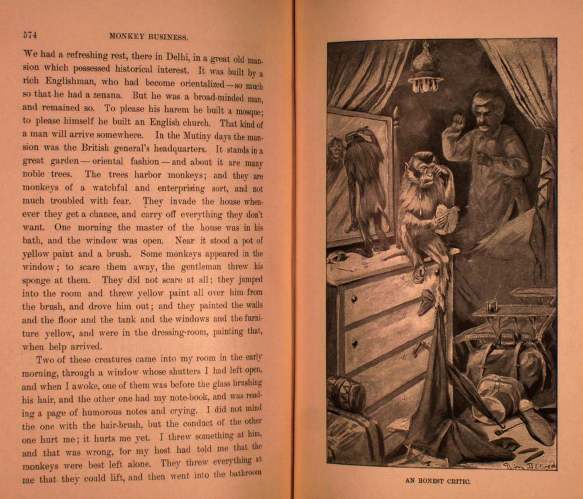 574
MONKEY BUSINESS.
We had a refreshing rest, there in Delhi, in a great old man-
sion which possessed historical interest. It was built by a
rich Englishman, who had become orientalized—so much
so that he had a zenana. But he was a broad-minded man,
and remained so. To please his harem he built a mosque;
to please himself he built an English church. That kind of
a man will arrive somewhere. In the Mutiny days the man-
sion was the British general's headquarters. It stands in a
great garden—oriental fashion—and about it are many
noble trees. The trees harbor monkeys; and they are
monkeys of a watchful and enterprising sort, and not
much troubled with fear. They invade the house when-
ever they get a chance, and carry off everything they don't
want. One morning the master of the house was in his
bath, and the window was open. Near it stood a pot of
yellow paint and a brush. Some monkeys appeared in the
window; to scare them away, the gentleman threw his
sponge at them. They did not scare at all; they jumped
into the room and threw yellow paint all over him from
the brush, and drove him out; and they painted the walls
and the floor and the tank and the windows and the furni-
ture yellow, and were in the dressing-room, painting that,
when help arrived.
Two of these creatures came into my room in the early
morning, through a window whose shutters I had left open,
and when I awoke, one of them was before the glass brushing
his hair, and the other one had my note-book, and was read-
ing a page of humorous notes and crying. I did not mind
the one with the hair-brush, but the conduct of the other
one hurt me; it hurts me yet. I threw something at him,
and that was wrong, for my host had told me that the
monkeys were best left alone. They threw everything at
me that they could lift, and then went into the bathroom
AN HONEST CRITIC.